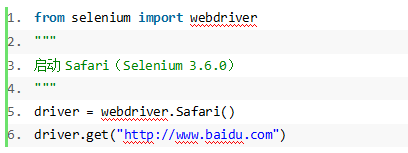 1. from selenium import webdriver
2. """
3. 启动 Safari（Selenium 3.6.0）
4. """
5. driver = webdriver.Safari()
6. driver.get("http://www.baidu.com")